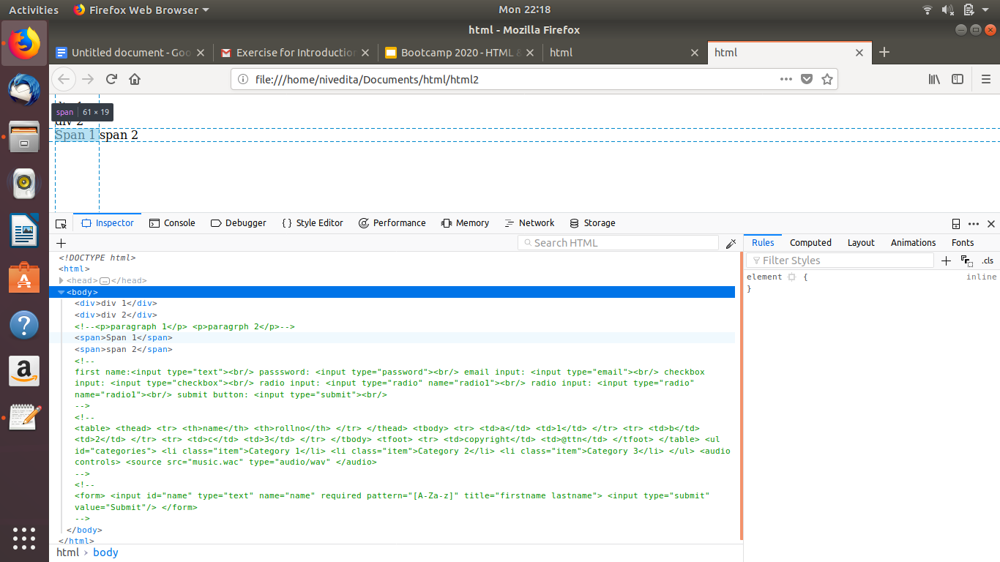 Activities Firefox Web Browser Mon 22:18
html - Mozilla Firefox
Untitled document - Goo Exercise for Introduction Bootcamp 2020 - HTML & html html
file:///home/nivedita/Documents/html/html2
span 61 × 19
div 2
Span 1 span 2
Inspector Console Debugger Style Editor Performance Memory Network Storage
Search HTML Rules Computed Layout Animations Fonts
Filter Styles .cls
<!DOCTYPE html>
<html>
<head></head>
<body>
<div>div 1</div>
<div>div 2</div>
<!--<p>paragraph 1</p> <p>paragrph 2</p>-->
<span>Span 1</span>
<span>span 2</span>
<!--
first name:<input type="text"><br/> passsword: <input type="password"><br/> email input: <input type="email"><br/> checkbox
input: <input type="checkbox"><br/> radio input: <input type="radio" name="radio1"><br/> radio input: <input type="radio"
name="radio1"><br/> submit button: <input type="submit"><br/>
-->
<!--
<table> <thead> <tr> <th>name</th> <th>rollno</th> </tr> </thead> <tbody> <tr> <td>a</td> <td>1</td> </tr> <tr> <td>b</td>
<td>2</td> </tr> <tr> <td>c</td> <td>3</td> </tr> </tbody> <tfoot> <tr> <td>copyright</td> <td>@ttn</td> </tfoot> </table> <ul
id="categories"> <li class="item">Category 1</li> <li class="item">Category 2</li> <li class="item">Category 3</li> </ul> <audio
controls> <source src="music.wac" type="audio/wav" </audio>
-->
<!--
<form> <input id="name" type="text" name="name" required pattern="[A-Za-z]" title="firstname lastname"> <input type="submit"
value="Submit"/> </form>
-->
</body>
</html>
element { inline
}
html › body